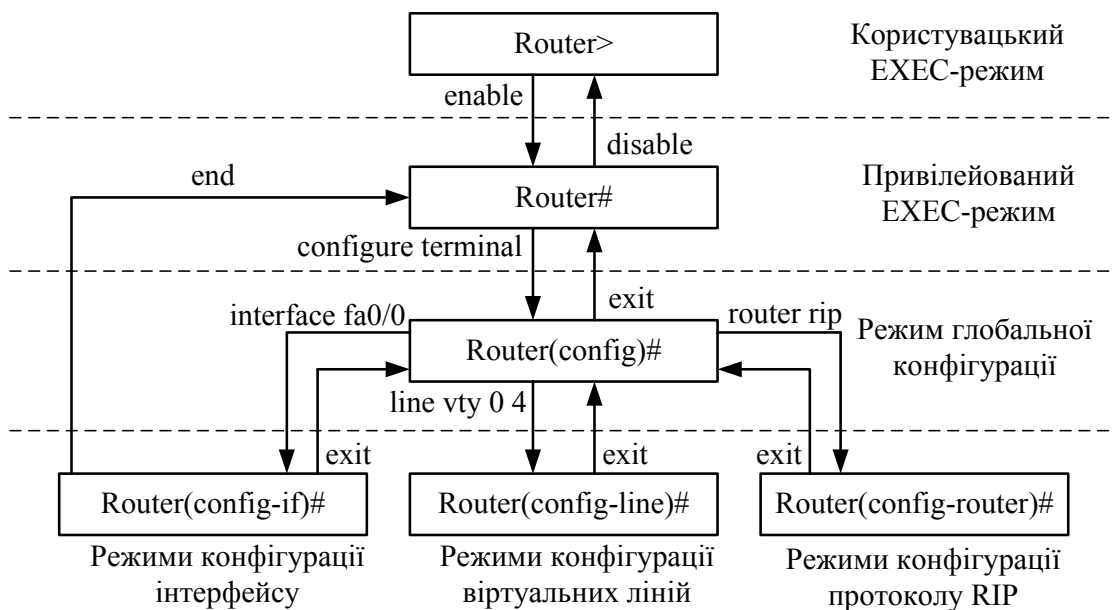 Router>
Користувацький
EXEC-режим
enable
disable
end
Router#
Привілейований
EXEC-режим
configure terminal
exit
interface fa0/0
router rip
Router(config)#
Режим глобальної
конфігурації
line vty 0 4
exit
exit
exit
Router(config-if)#
Router(config-line)#
Router(config-router)#
Режими конфігурації
інтерфейсу
Режими конфігурації
віртуальних ліній
Режими конфігурації
протоколу RIP